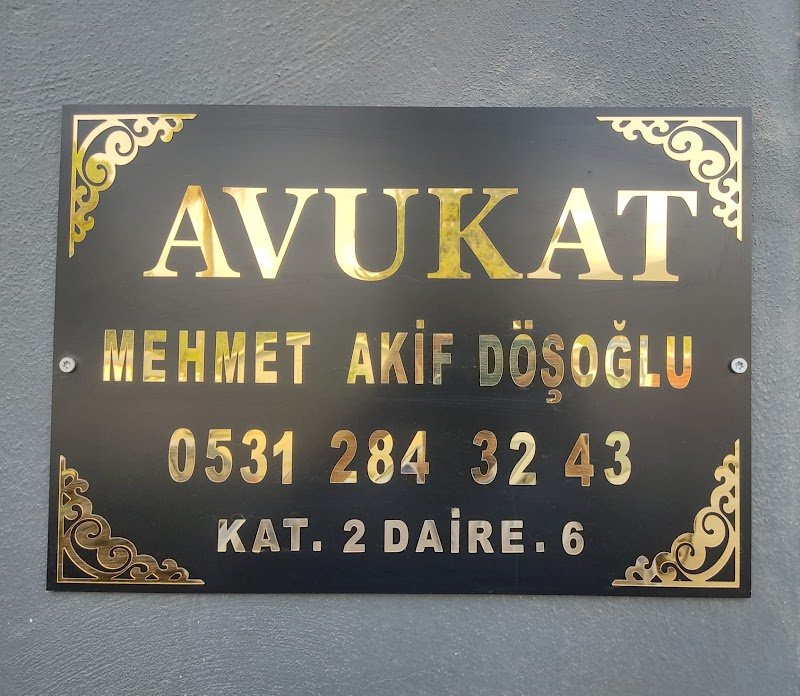 AVUKAT
MEHMET AKİF DÖŞOĞLU
0531 284 32 43
KAT. 2 DAİRE. 6